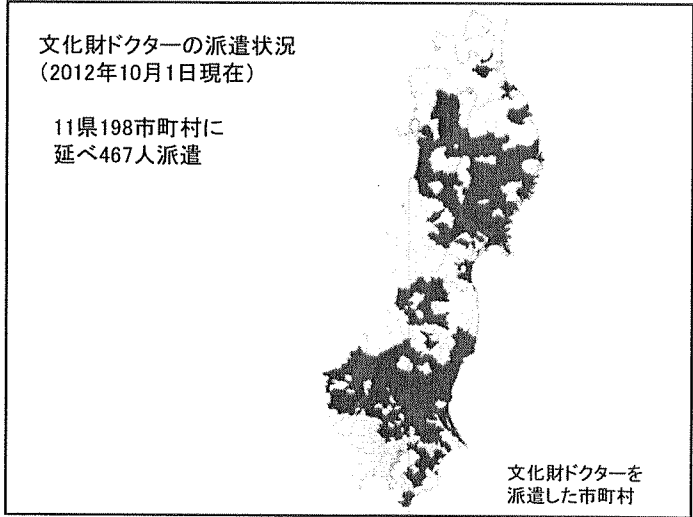 文化財ドクターの派遣状況
（2012年10月1日現在）
11県198市町村に
延べ467人派遣
文化財ドクターを
派遣した市町村